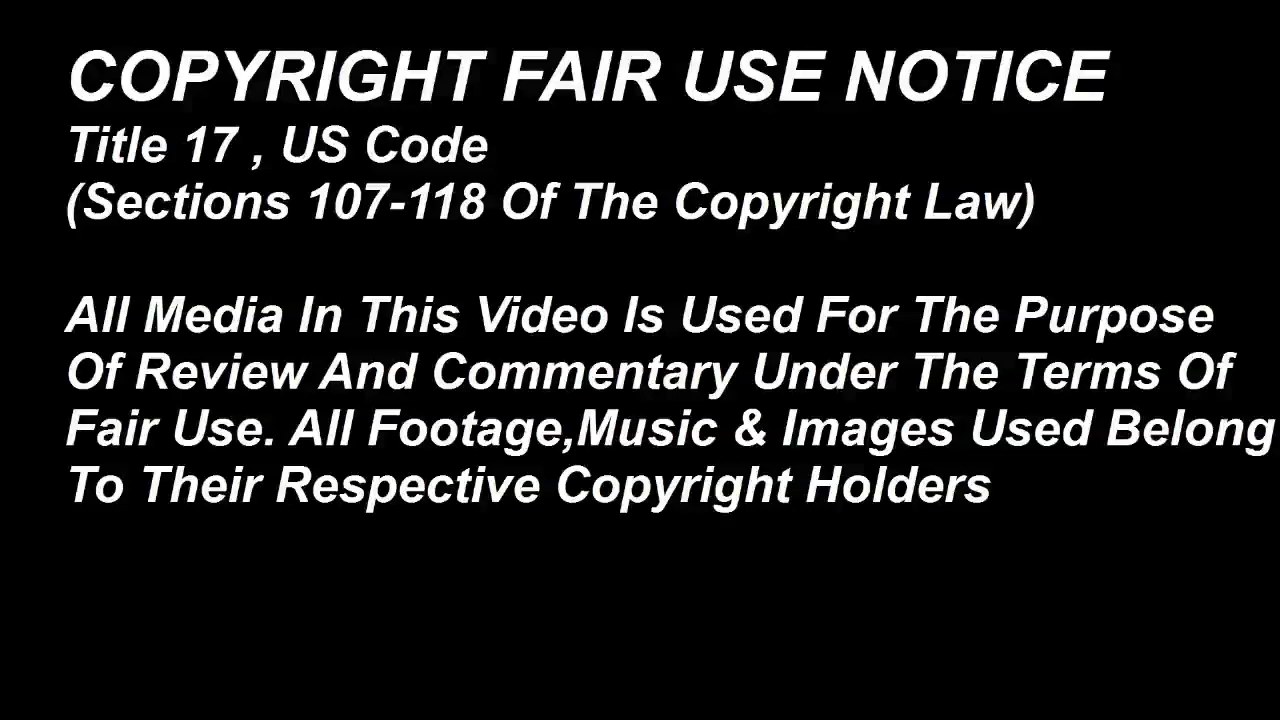 COPYRIGHT FAIR USE NOTICE
Title 17 , US Code
(Sections 107-118 Of The Copyright Law)
All Media In This Video Is Used For The Purpose
Of Review And Commentary Under The Terms Of
Fair Use. All Footage,Music & Images Used Belong
To Their Respective Copyright Holders